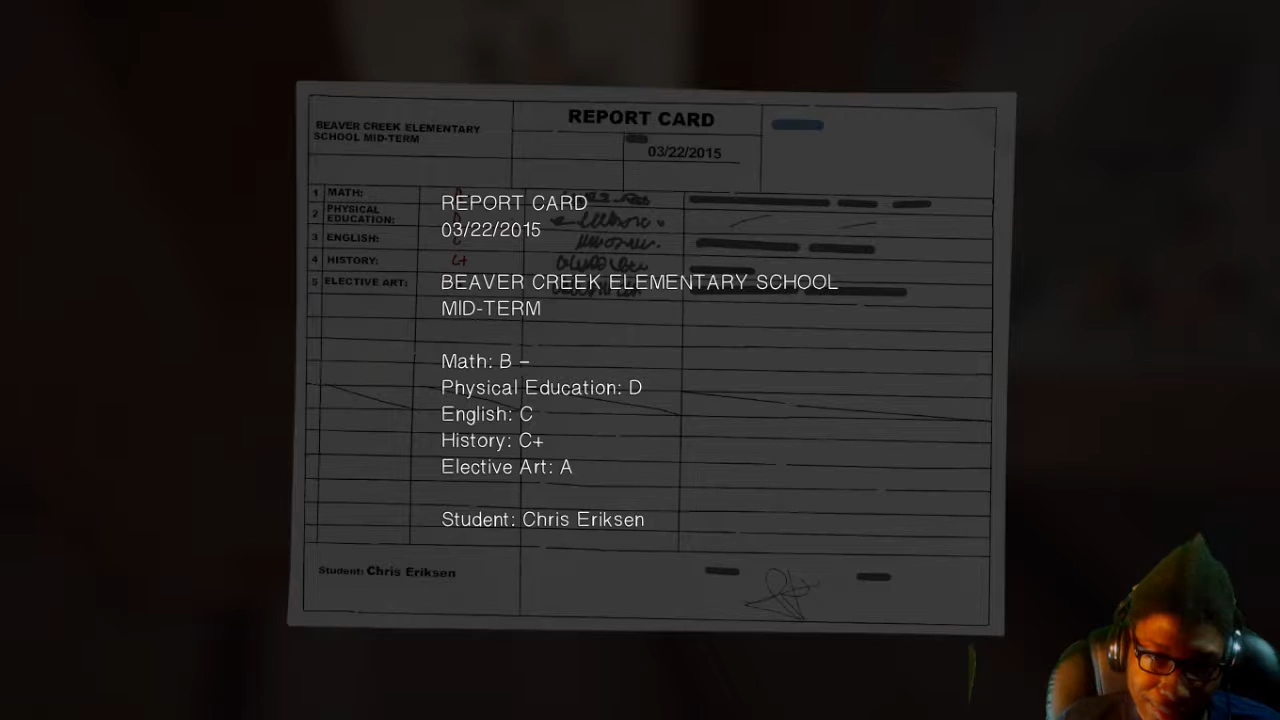 REPORT CARD
03/22/2015
BEAVER CREEK ELEMENTARY SCHOOL
MID-TERM
Math: B –
Physical Education: D
English: C
History: C+
Elective Art: A
Student: Chris Eriksen
BEAVER CREEK ELEMENTARY
SCHOOL MID-TERM
REPORT CARD
03/22/2015
1 MATH:
2 PHYSICAL
EDUCATION: D
3 ENGLISH: C
4 HISTORY: C+
5 ELECTIVE ART:
Student: Chris Eriksen